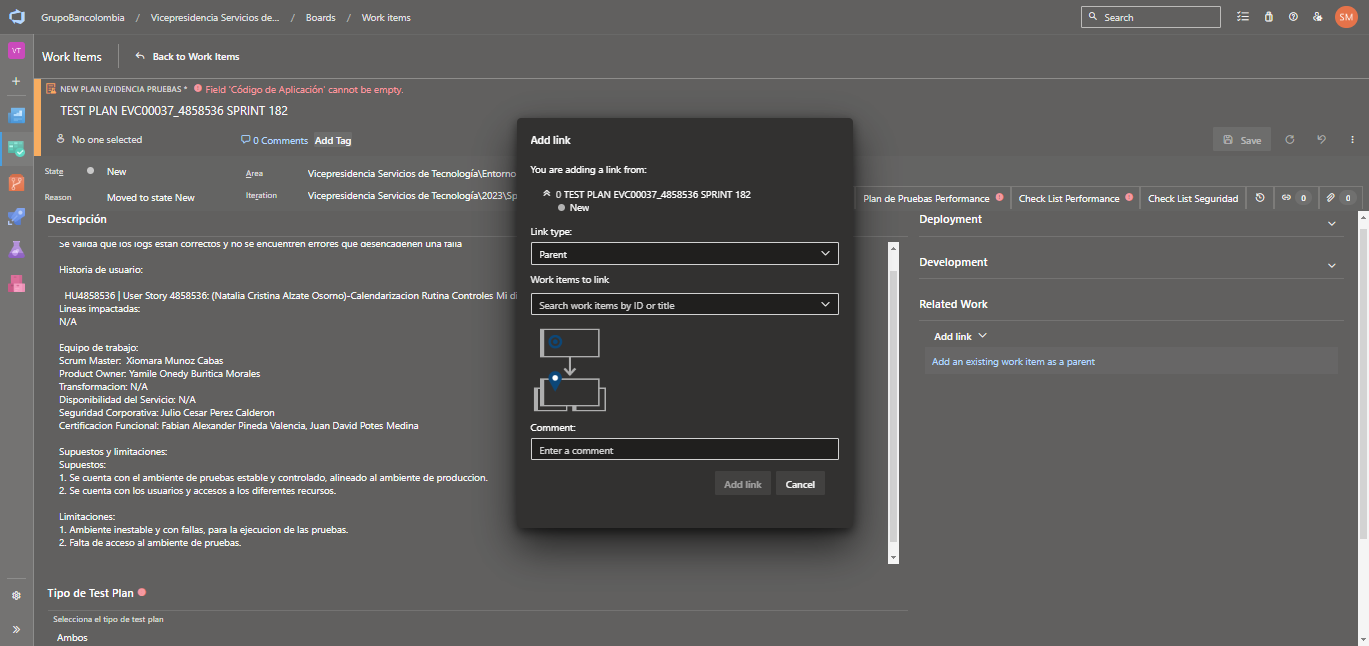 GrupoBancolombia / Vicepresidencia Servicios de... / Boards / Work items
Search
SM
VT
Work Items
Back to Work Items
NEW PLAN EVIDENCIA PRUEBAS * Field 'Código de Aplicación' cannot be empty.
TEST PLAN EVC00037_4858536 SPRINT 182
No one selected
0 Comments
Add Tag
Save
State
New
Area
Vicepresidencia Servicios de Tecnología\Entorno
Reason
Moved to state New
Iteration
Vicepresidencia Servicios de Tecnología\2023\Sp
Plan de Pruebas Performance
Check List Performance
Check List Seguridad
0
0
Descripción
Se valida que los logs estan correctos y no se encuentren errores que desencadenen una falla
Historia de usuario:
HU4858536 | User Story 4858536: (Natalia Cristina Alzate Osorno)-Calendarizacion Rutina Controles Mi di
Lineas impactadas:
N/A
Equipo de trabajo:
Scrum Master: Xiomara Munoz Cabas
Product Owner: Yamile Onedy Buritica Morales
Transformacion: N/A
Disponibilidad del Servicio: N/A
Seguridad Corporativa: Julio Cesar Perez Calderon
Certificacion Funcional: Fabian Alexander Pineda Valencia, Juan David Potes Medina
Supuestos y limitaciones:
Supuestos:
1. Se cuenta con el ambiente de pruebas estable y controlado, alineado al ambiente de produccion.
2. Se cuenta con los usuarios y accesos a los diferentes recursos.
Limitaciones:
1. Ambiente inestable y con fallas, para la ejecucion de las pruebas.
2. Falta de acceso al ambiente de pruebas.
Tipo de Test Plan
Selecciona el tipo de test plan
Ambos
Add link
You are adding a link from:
0 TEST PLAN EVC00037_4858536 SPRINT 182
New
Link type:
Parent
Work items to link
Search work items by ID or title
Comment:
Enter a comment
Add link
Cancel
Deployment
Development
Related Work
Add link
Add an existing work item as a parent